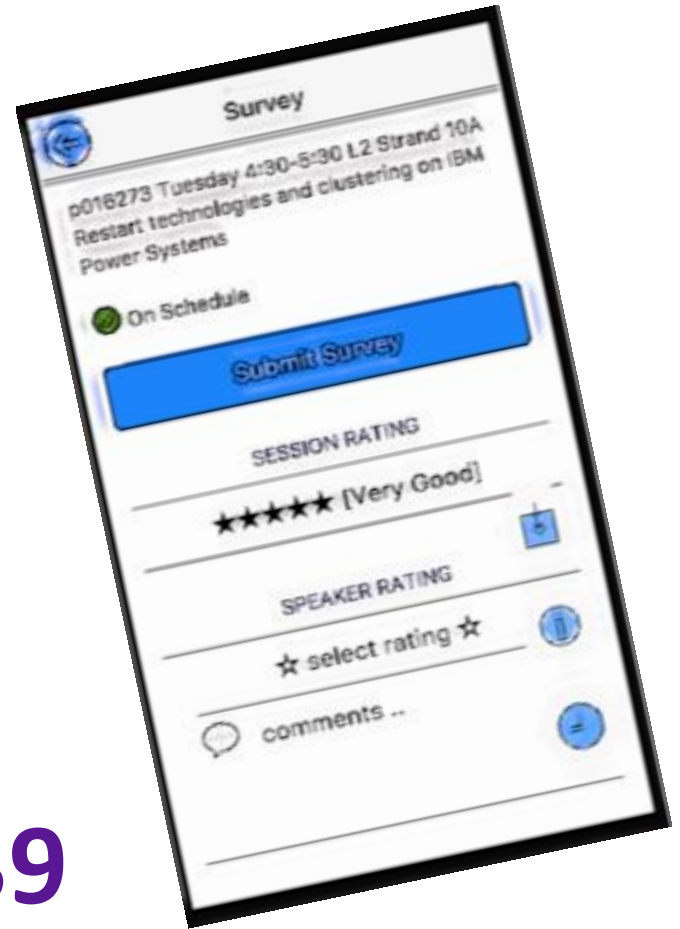 Survey
p016273 Tuesday 4:30-5:30 L2 Strand 10A
Restart technologies and clustering on IBM
Power Systems
On Schedule
Submit Survey
SESSION RATING
★★★★★ [Very Good]
SPEAKER RATING
☆ select rating ☆
comments ..
9